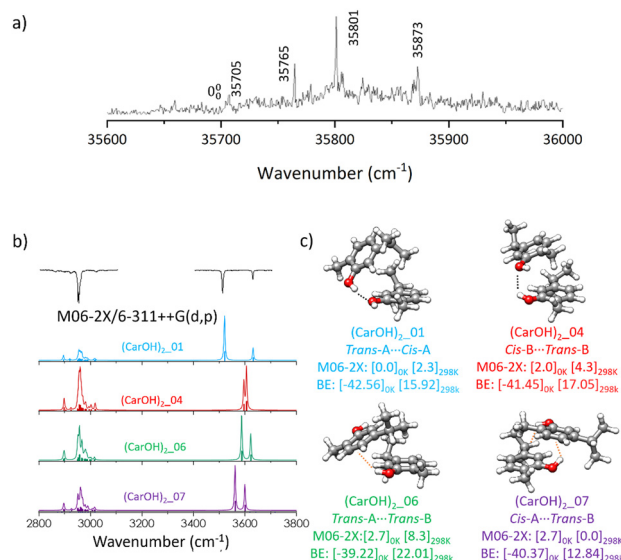 a)
35705
35765
35801
35873
0⁰₀
35600 35700 35800 35900 36000
Wavenumber (cm⁻¹)
b)
M06-2X/6-311++G(d,p)
(CarOH)₂_01
(CarOH)₂_04
(CarOH)₂_06
(CarOH)₂_07
2800 3000 3200 3400 3600 3800
Wavenumber (cm⁻¹)
c)
(CarOH)₂_01
Trans-A···Cis-A
M06-2X: [0.0]₀K [2.3]₂₉₈K
BE: [-42.56]₀K [15.92]₂₉₈k
(CarOH)₂_04
Cis-B···Trans-B
M06-2X: [2.0]₀K [4.3]₂₉₈K
BE: [-41.45]₀K [17.05]₂₉₈k
(CarOH)₂_06
Trans-A···Trans-B
M06-2X:[2.7]₀K [8.3]₂₉₈K
BE: [-39.22]₀K [22.01]₂₉₈k
(CarOH)₂_07
Cis-A···Trans-B
M06-2X: [2.7]₀K [0.0]₂₉₈K
BE: [-40.37]₀K [12.84]₂₉₈k